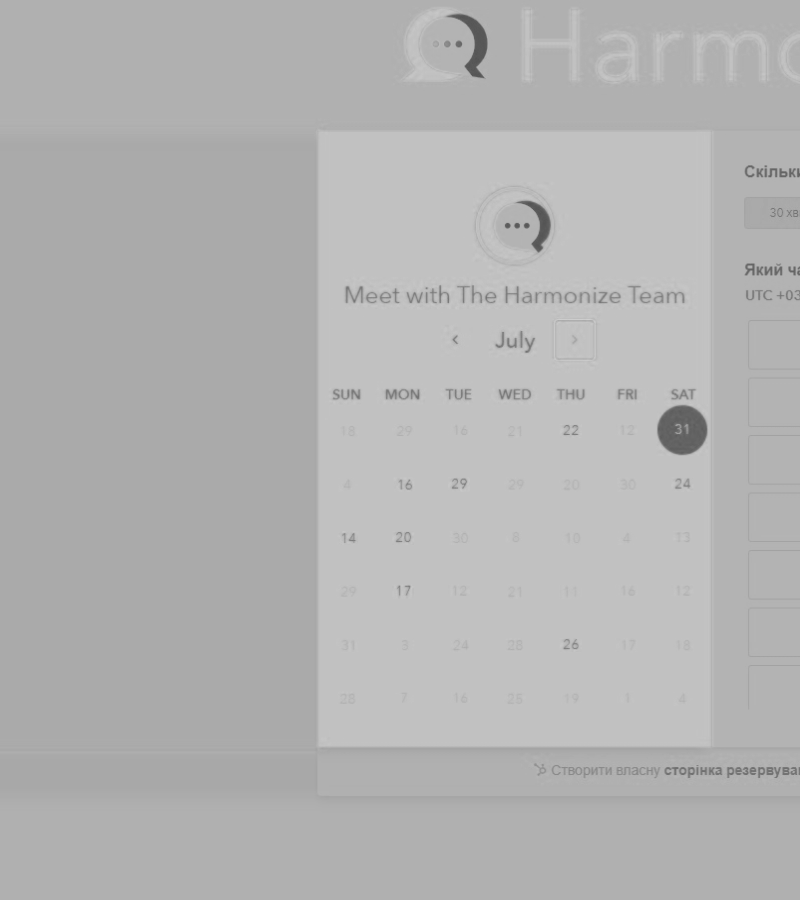 Harmo
Meet with The Harmonize Team
July
SUN MON TUE WED THU FRI SAT
18 29 16 21 22 12 31
4 16 29 29 20 30 24
14 20 30 8 10 4 13
29 17 12 21 11 16 12
31 3 24 28 26 17 18
28 7 16 25 19 1 4
Скільки
30 хв
Який ча
UTC +03
Створити власну сторінка резервува